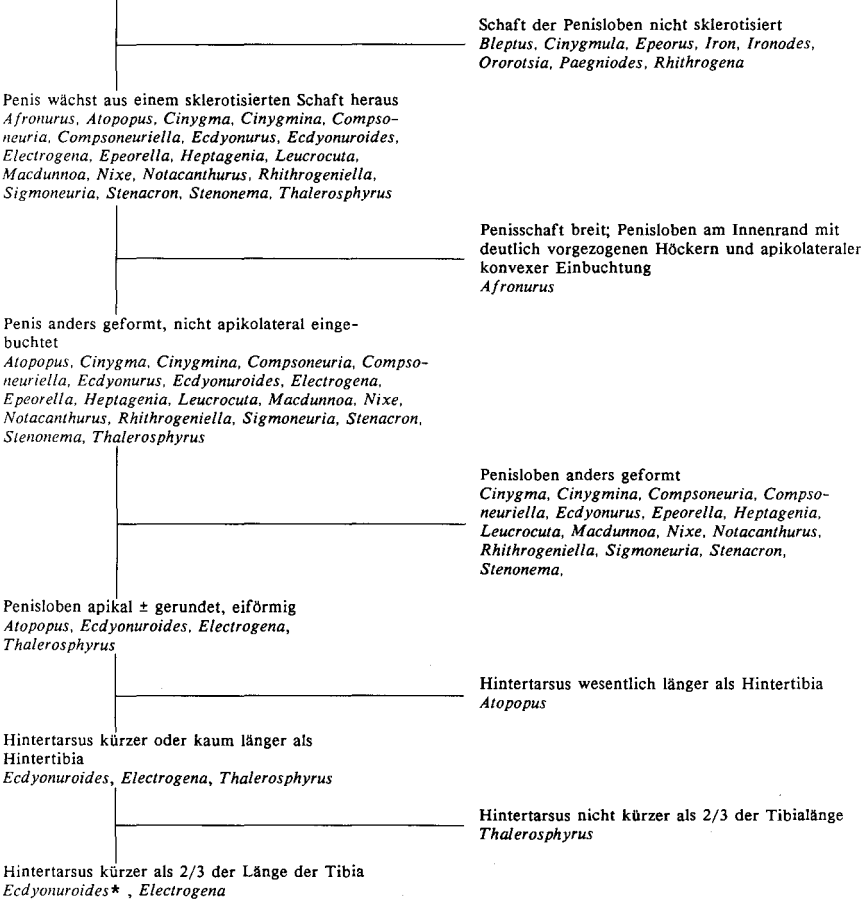 Schaft der Penisloben nicht sklerotisiert
Bleptus, Cinygmula, Epeorus, Iron, Ironodes,
Ororotsia, Paegniodes, Rhithrogena
Penis wächst aus einem sklerotisierten Schaft heraus
Afronurus, Atopopus, Cinygma, Cinygmina, Compso-
neuria, Compsoneuriella, Ecdyonurus, Ecdyonuroides,
Electrogena, Epeorella, Heptagenia, Leucrocuta,
Macdunnoa, Nixe, Notacanthurus, Rhithrogeniella,
Sigmoneuria, Stenacron, Stenonema, Thalerosphyrus
Penisschaft breit; Penisloben am Innenrand mit
deutlich vorgezogenen Höckern und apikolateraler
konvexer Einbuchtung
Afronurus
Penis anders geformt, nicht apikolateral einge-
buchtet
Atopopus, Cinygma, Cinygmina, Compsoneuria, Compso-
neuriella, Ecdyonurus, Ecdyonuroides, Electrogena,
Epeorella, Heptagenia, Leucrocuta, Macdunnoa, Nixe,
Notacanthurus, Rhithrogeniella, Sigmoneuria, Stenacron,
Stenonema, Thalerosphyrus
Penisloben anders geformt
Cinygma, Cinygmina, Compsoneuria, Compso-
neuriella, Ecdyonurus, Epeorella, Heptagenia,
Leucrocuta, Macdunnoa, Nixe, Notacanthurus,
Rhithrogeniella, Sigmoneuria, Stenacron,
Stenonema,
Penisloben apikal ± gerundet, eiförmig
Atopopus, Ecdyonuroides, Electrogena,
Thalerosphyrus
Hintertarsus wesentlich länger als Hintertibia
Atopopus
Hintertarsus kürzer oder kaum länger als
Hintertibia
Ecdyonuroides, Electrogena, Thalerosphyrus
Hintertarsus nicht kürzer als 2/3 der Tibialänge
Thalerosphyrus
Hintertarsus kürzer als 2/3 der Länge der Tibia
Ecdyonuroides* , Electrogena